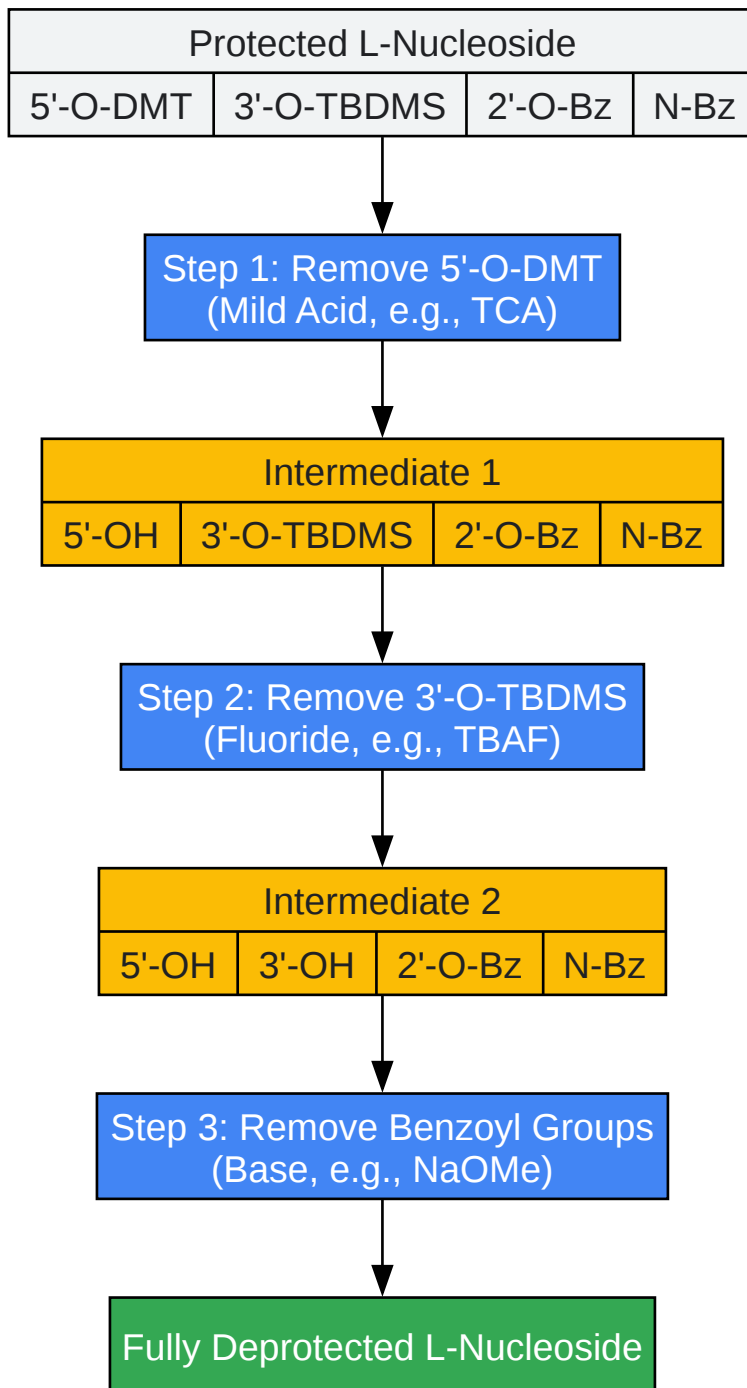 Protected L-Nucleoside
5'-O-DMT 3'-O-TBDMS 2'-O-Bz N-Bz
Step 1: Remove 5'-O-DMT
(Mild Acid, e.g., TCA)
Intermediate 1
5'-OH 3'-O-TBDMS 2'-O-Bz N-Bz
Step 2: Remove 3'-O-TBDMS
(Fluoride, e.g., TBAF)
Intermediate 2
5'-OH 3'-OH 2'-O-Bz N-Bz
Step 3: Remove Benzoyl Groups
(Base, e.g., NaOMe)
Fully Deprotected L-Nucleoside